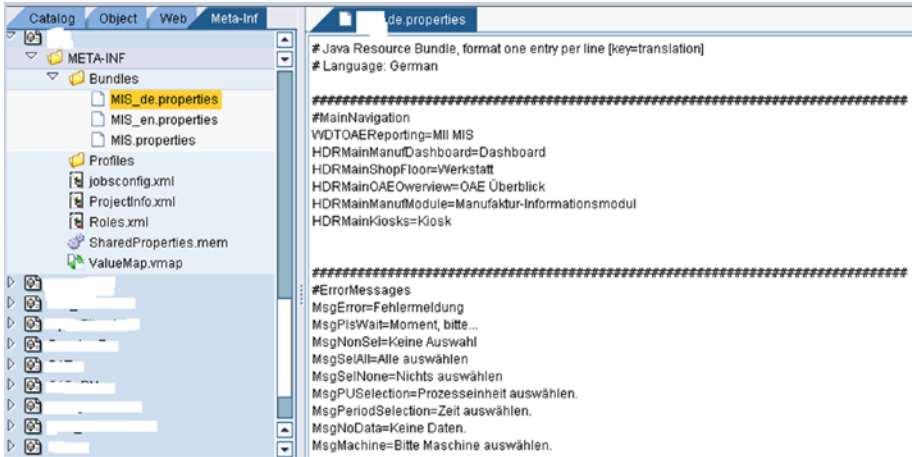 Catalog Object Web Meta-Inf
META-INF
Bundles
MIS_de.properties
MIS_en.properties
MIS.properties
Profiles
jobsconfig.xml
ProjectInfo.xml
Roles.xml
SharedProperties.mem
ValueMap.vmap
de.properties
# Java Resource Bundle, format one entry per line [key=translation]
# Language: German
#MainNavigation
WDTOAEReporting=MII MIS
HDRMainManufDashboard=Dashboard
HDRMainShopFloor=Werkstatt
HDRMainOAEOwerview=OAE Überblick
HDRMainManufModule=Manufaktur-Informationsmodul
HDRMainKiosks=Kiosk
#ErrorMessages
MsgError=Fehlermeldung
MsgPlsWait=Moment, bitte...
MsgNonSel=Keine Auswahl
MsgSelAll=Alle auswählen
MsgSelNone=Nichts auswählen
MsgPUSelection=Prozesseinheit auswählen.
MsgPeriodSelection=Zeit auswählen.
MsgNoData=Keine Daten.
MsgMachine=Bitte Maschine auswählen.